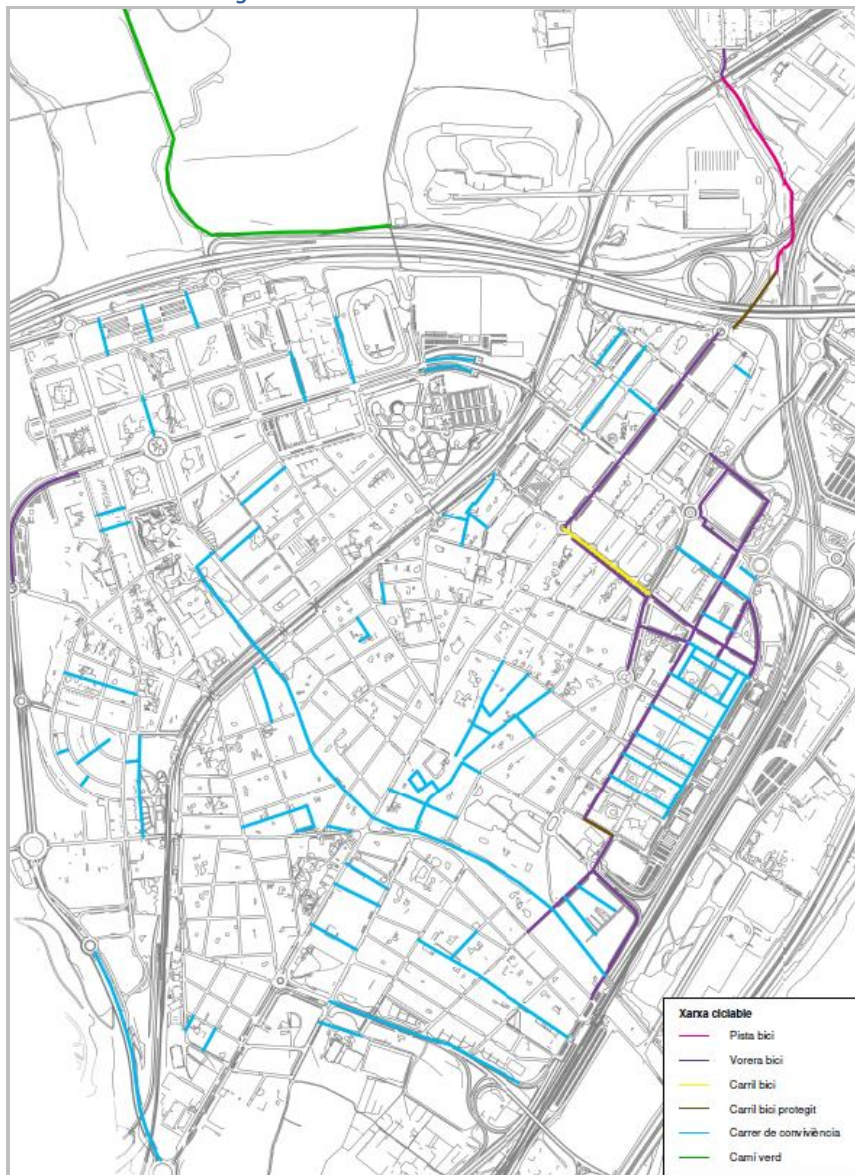 Xarxa ciclable
Pista bici
Vorera bici
Carril bici
Carril bici protegit
Carrer de convivència
Camí verd